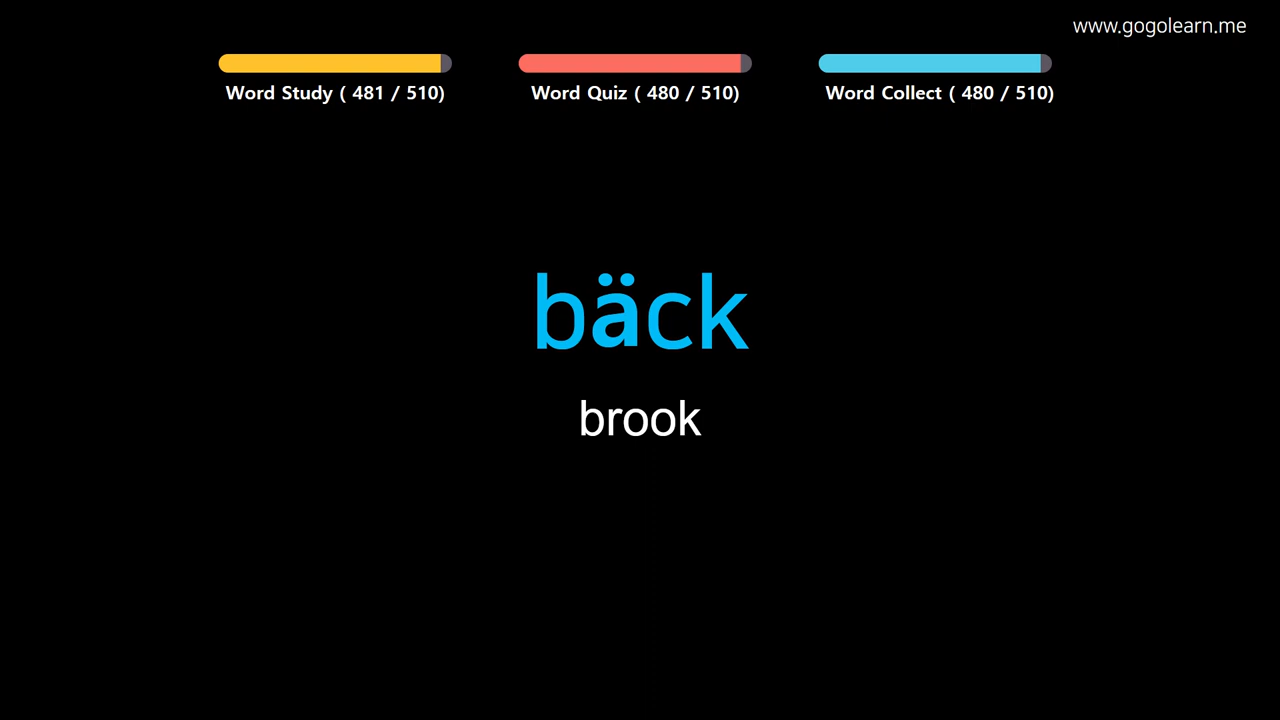 www.gogolearn.me
Word Study ( 481 / 510)
Word Quiz ( 480 / 510)
Word Collect ( 480 / 510)
bäck
brook